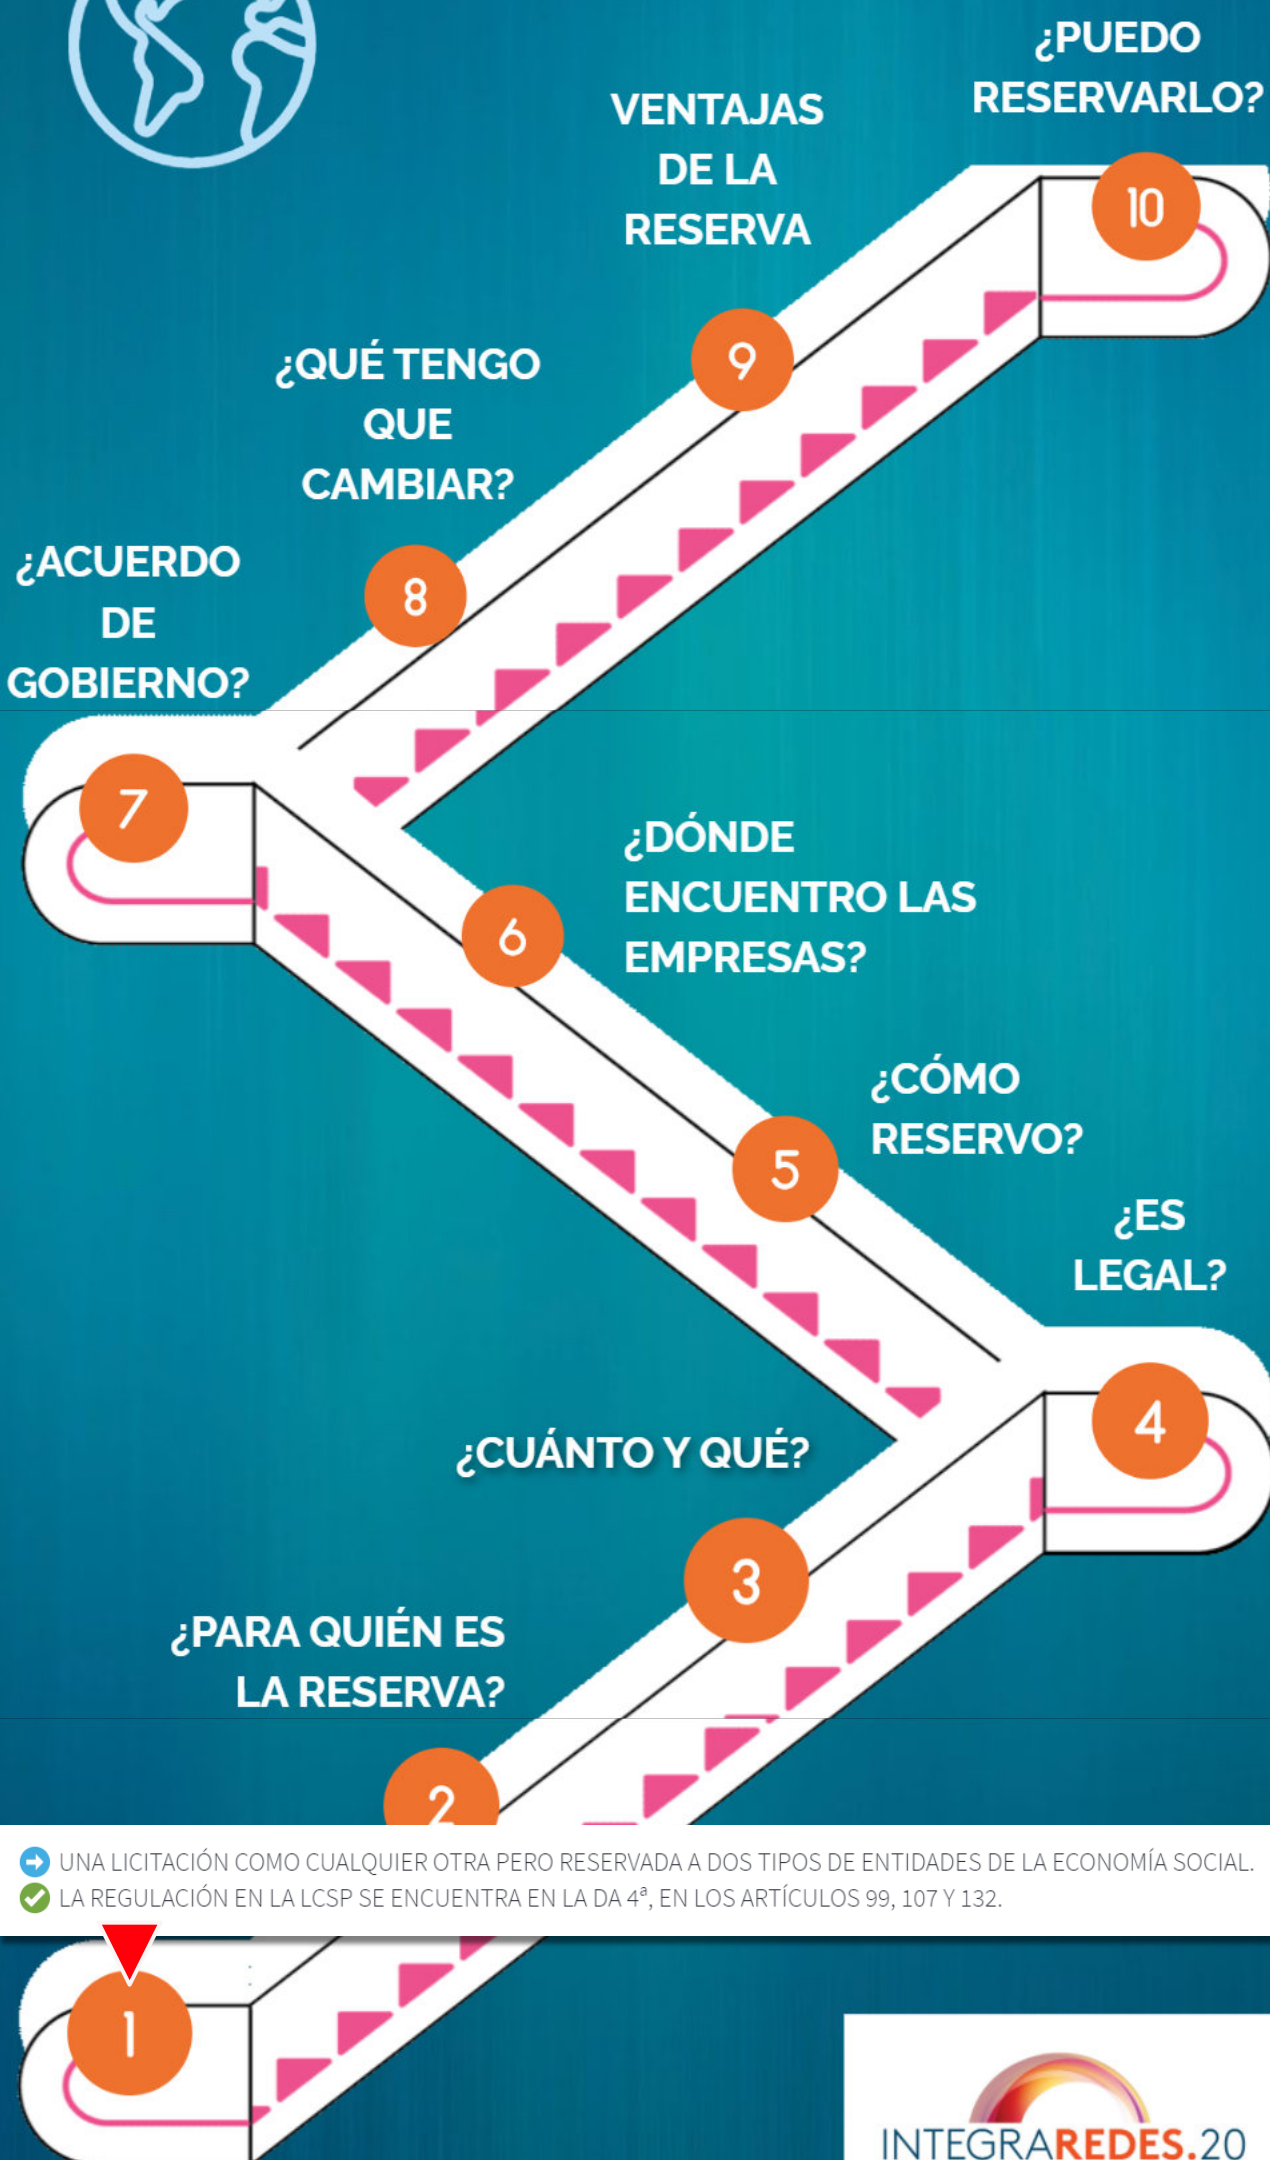 ¿PUEDO
RESERVARLO?
10
VENTAJAS
DE LA
RESERVA
9
¿QUÉ TENGO
QUE
CAMBIAR?
8
¿ACUERDO
DE
GOBIERNO?
7
¿DÓNDE
ENCUENTRO LAS
EMPRESAS?
6
¿CÓMO
RESERVO?
5
¿ES
LEGAL?
4
¿CUÁNTO Y QUÉ?
3
¿PARA QUIÉN ES
LA RESERVA?
2
UNA LICITACIÓN COMO CUALQUIER OTRA PERO RESERVADA A DOS TIPOS DE ENTIDADES DE LA ECONOMÍA SOCIAL.
LA REGULACIÓN EN LA LCSP SE ENCUENTRA EN LA DA 4ª, EN LOS ARTÍCULOS 99, 107 Y 132.
1
INTEGRAREDES.20